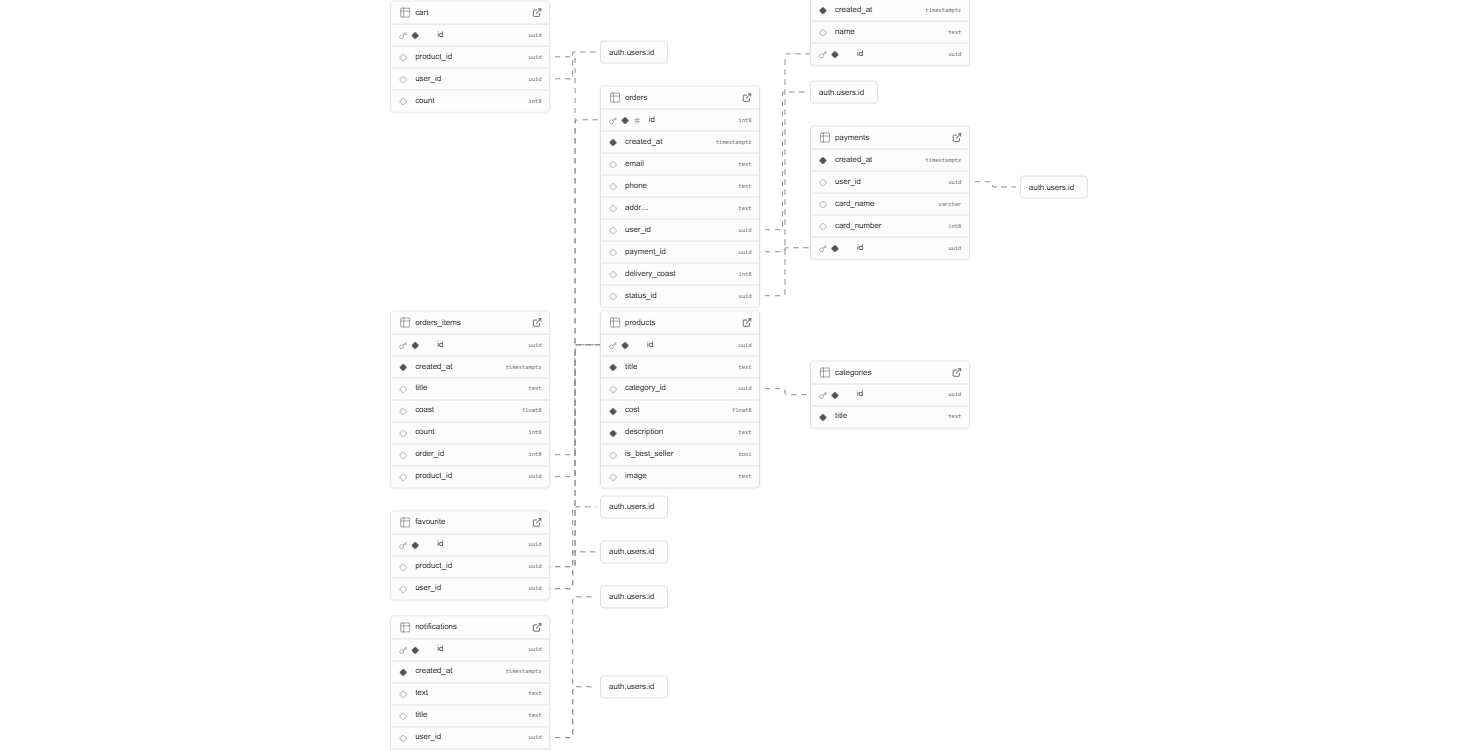 cart
id uuid
product_id uuid
user_id uuid
count int8
auth.users.id
orders
id int8
created_at timestamptz
email text
phone text
addr... text
user_id uuid
payment_id uuid
delivery_coast int8
status_id uuid
created_at timestamptz
name text
id uuid
auth.users.id
payments
created_at timestamptz
user_id uuid
card_name varchar
card_number int8
id uuid
auth.users.id
orders_items
id uuid
created_at timestamptz
title text
coast float8
count int8
order_id int8
product_id uuid
products
id uuid
title text
category_id uuid
cost float8
description text
is_best_seller bool
image text
categories
id uuid
title text
favourite
id uuid
product_id uuid
user_id uuid
auth.users.id
auth.users.id
auth.users.id
notifications
id uuid
created_at timestamptz
text text
title text
user_id uuid
auth.users.id